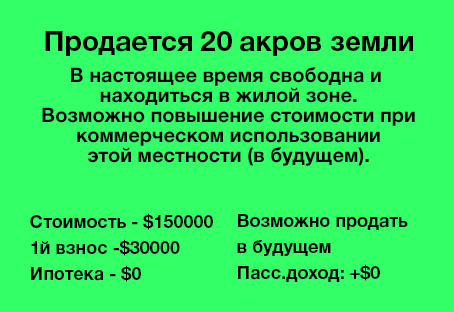 Продается 20 акров земли
В настоящее время свободна и
находиться в жилой зоне.
Возможно повышение стоимости при
коммерческом использовании
этой местности (в будущем).
Стоимость - $150000
1й взнос -$30000
Ипотека - $0
Возможно продать
в будущем
Пасс.доход: +$0